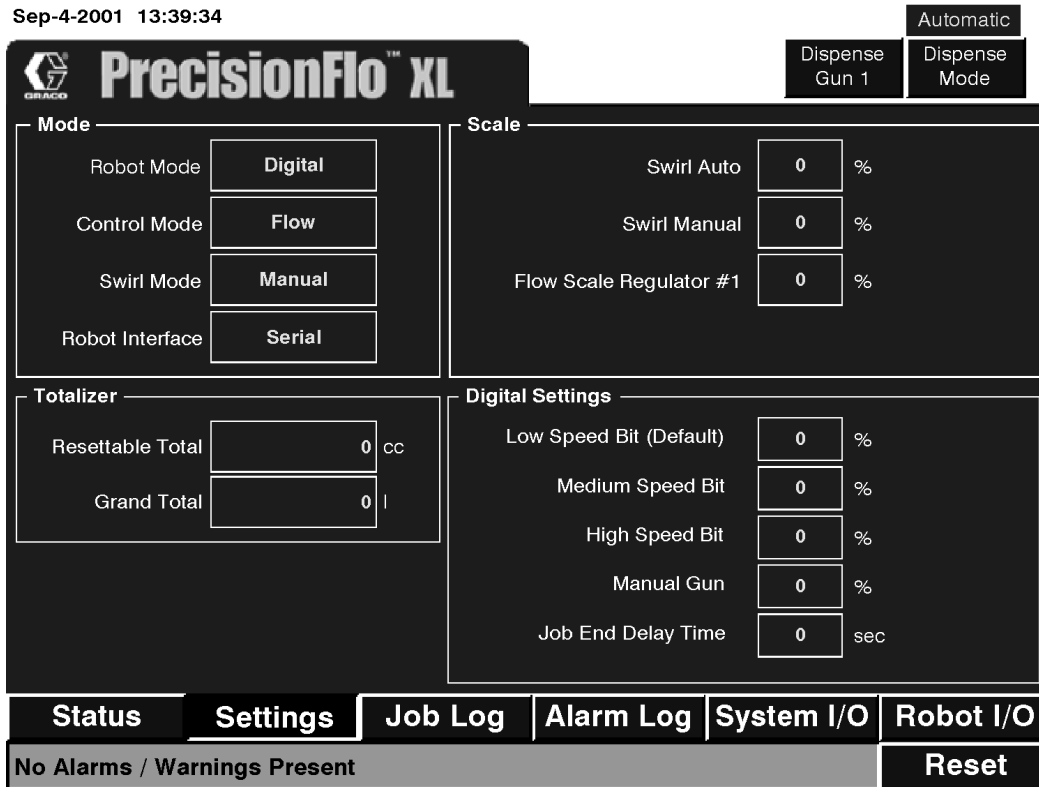 Sep-4-2001 13:39:34
Automatic
GRACO
PrecisionFlo™ XL
Dispense
Gun 1
Dispense
Mode
Mode
Robot Mode Digital
Control Mode Flow
Swirl Mode Manual
Robot Interface Serial
Scale
Swirl Auto 0 %
Swirl Manual 0 %
Flow Scale Regulator #1 0 %
Totalizer
Resettable Total 0 cc
Grand Total 0 l
Digital Settings
Low Speed Bit (Default) 0 %
Medium Speed Bit 0 %
High Speed Bit 0 %
Manual Gun 0 %
Job End Delay Time 0 sec
Status Settings Job Log Alarm Log System I/O Robot I/O
No Alarms / Warnings Present Reset